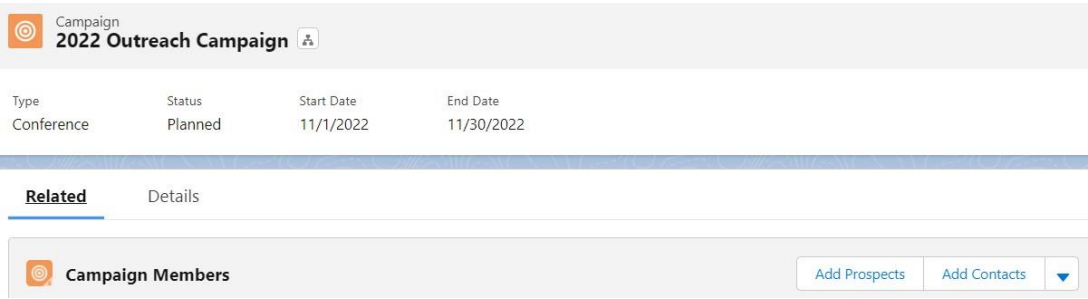 Campaign
2022 Outreach Campaign
Type Status Start Date End Date
Conference Planned 11/1/2022 11/30/2022
Related Details
Campaign Members Add Prospects Add Contacts